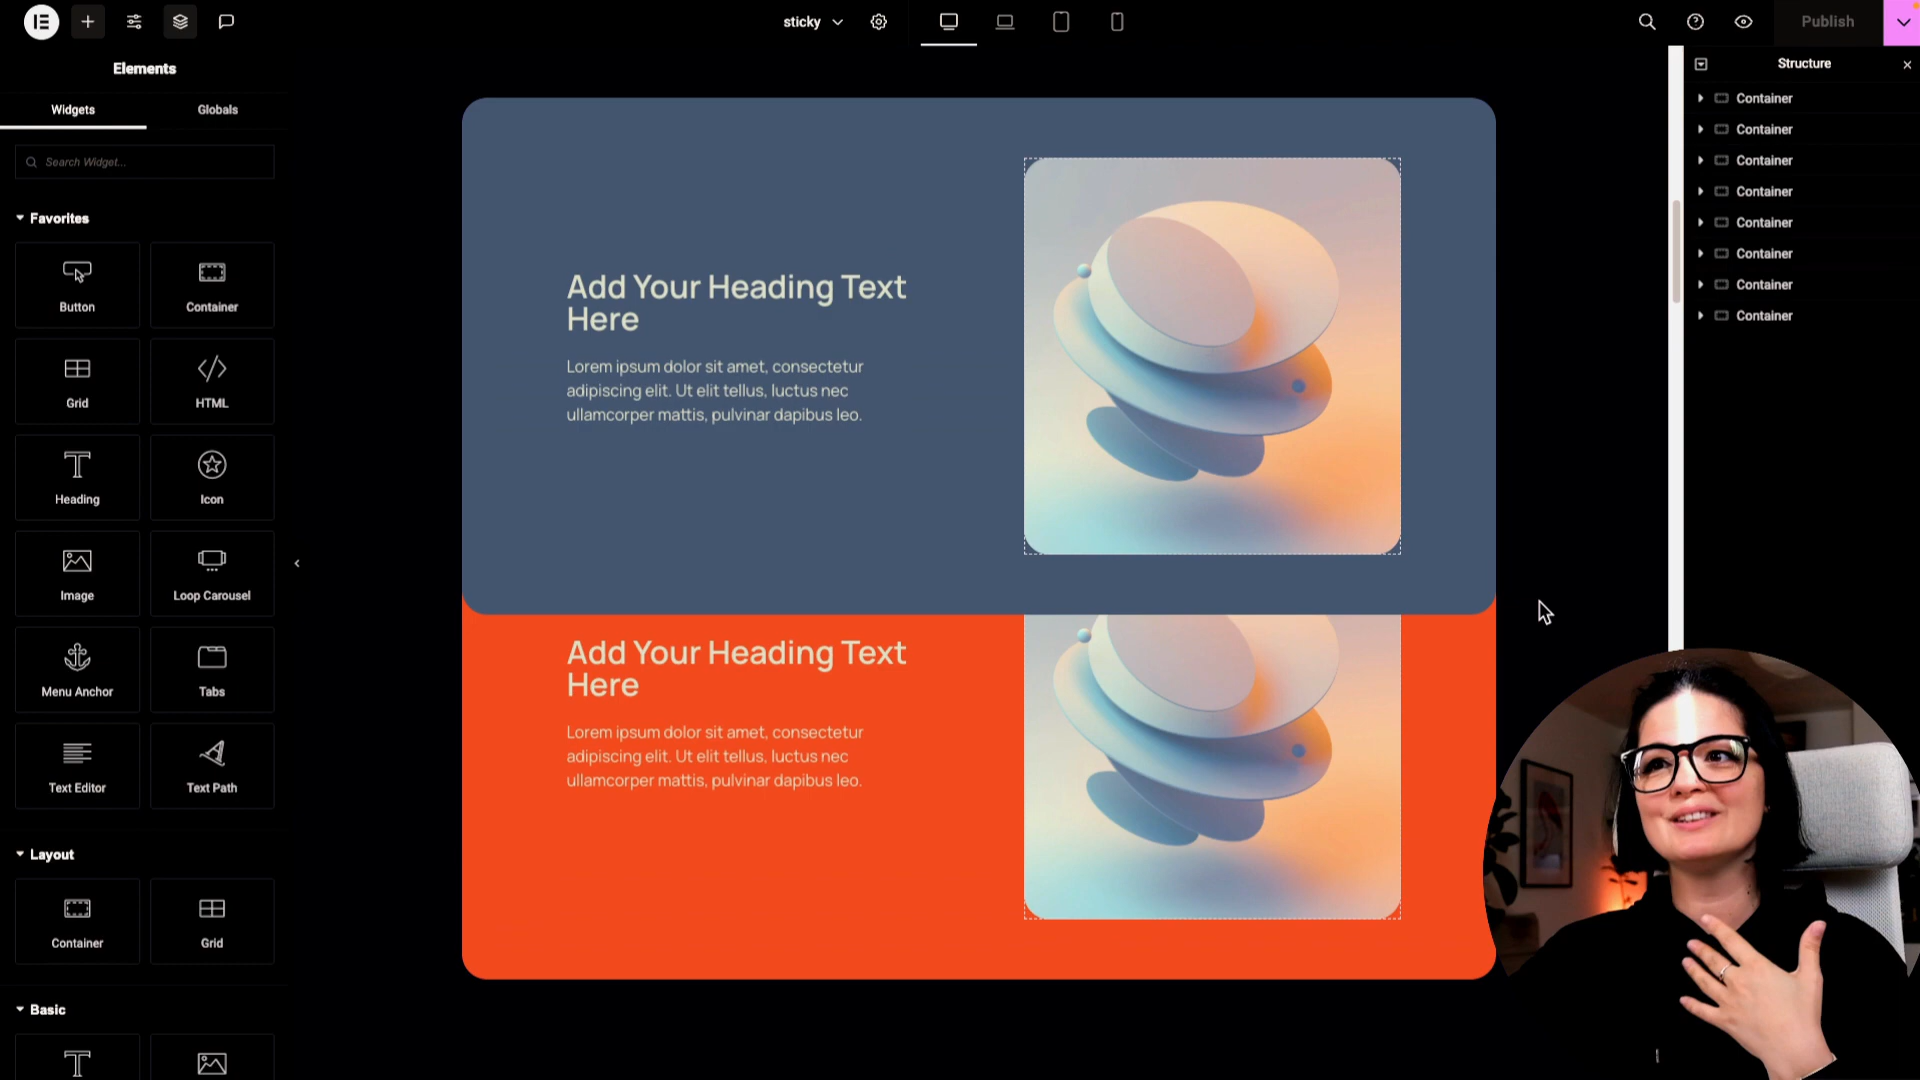 sticky
Publish
Elements
Widgets
Globals
Search Widget...
Favorites
Button
Container
Grid
HTML
Heading
Icon
Image
Loop Carousel
Menu Anchor
Tabs
Text Editor
Text Path
Layout
Container
Grid
Basic
Add Your Heading Text
Here
Lorem ipsum dolor sit amet, consectetur
adipiscing elit. Ut elit tellus, luctus nec
ullamcorper mattis, pulvinar dapibus leo.
Add Your Heading Text
Here
Lorem ipsum dolor sit amet, consectetur
adipiscing elit. Ut elit tellus, luctus nec
ullamcorper mattis, pulvinar dapibus leo.
Structure
Container
Container
Container
Container
Container
Container
Container
Container